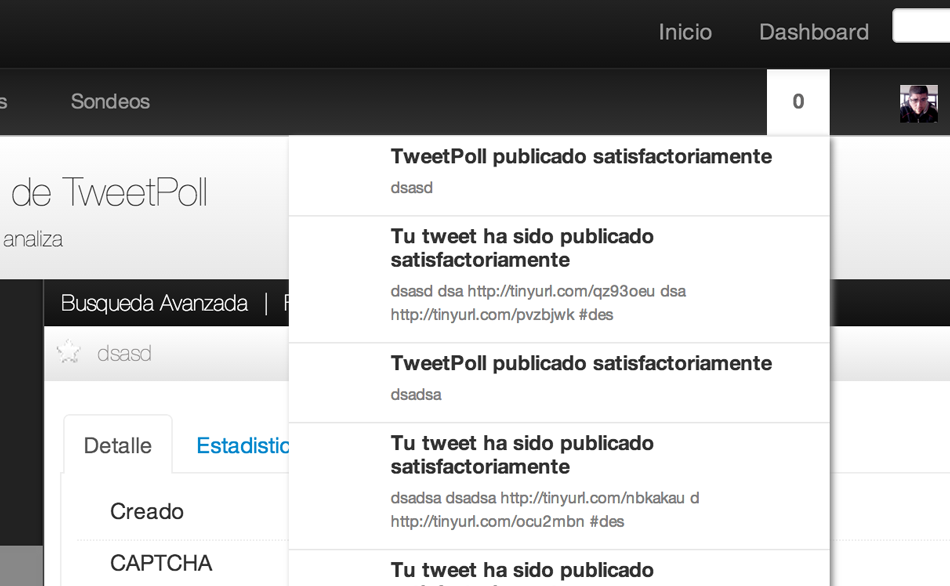 Inicio Dashboard
s Sondeos 0
de TweetPoll
analiza
Busqueda Avanzada |
dsasd
Detalle Estadistic
Creado
CAPTCHA
TweetPoll publicado satisfactoriamente
dsasd
Tu tweet ha sido publicado
satisfactoriamente
dsasd dsa http://tinyurl.com/qz93oeu dsa
http://tinyurl.com/pvzbjwk #des
TweetPoll publicado satisfactoriamente
dsadsa
Tu tweet ha sido publicado
satisfactoriamente
dsadsa dsadsa http://tinyurl.com/nbkakau d
http://tinyurl.com/ocu2mbn #des
Tu tweet ha sido publicado